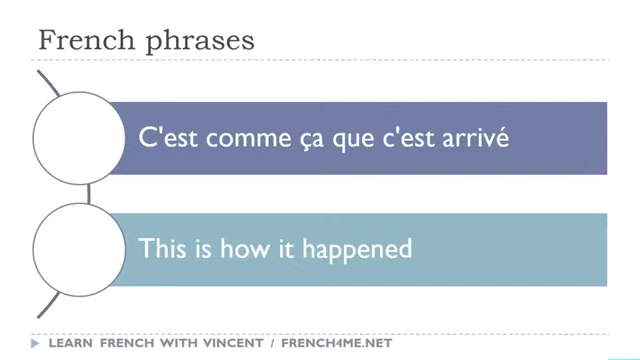 French phrases
C'est comme ça que c'est arrivé
This is how it happened
LEARN FRENCH WITH VINCENT / FRENCH4ME.NET